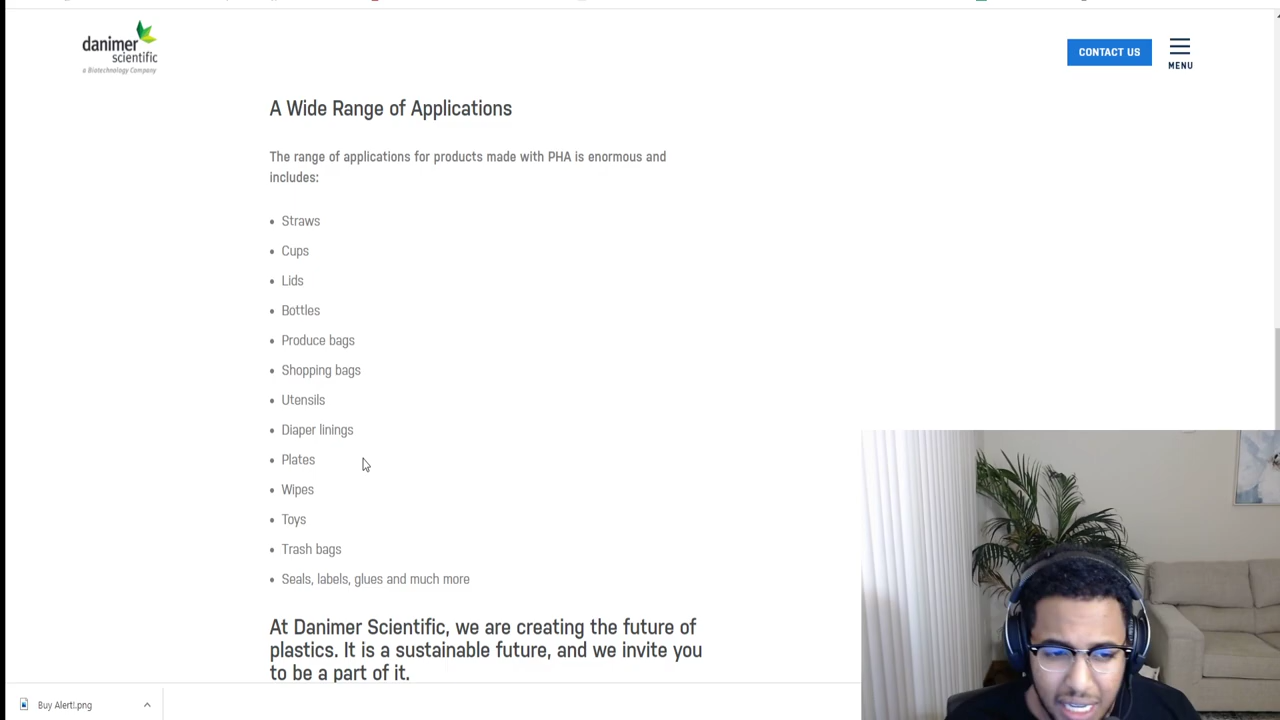 danimer
scientific
a Biotechnology Company
CONTACT US
MENU
A Wide Range of Applications
The range of applications for products made with PHA is enormous and
includes:
• Straws
• Cups
• Lids
• Bottles
• Produce bags
• Shopping bags
• Utensils
• Diaper linings
• Plates
• Wipes
• Toys
• Trash bags
• Seals, labels, glues and much more
At Danimer Scientific, we are creating the future of
plastics. It is a sustainable future, and we invite you
to be a part of it.
Buy Alert!.png